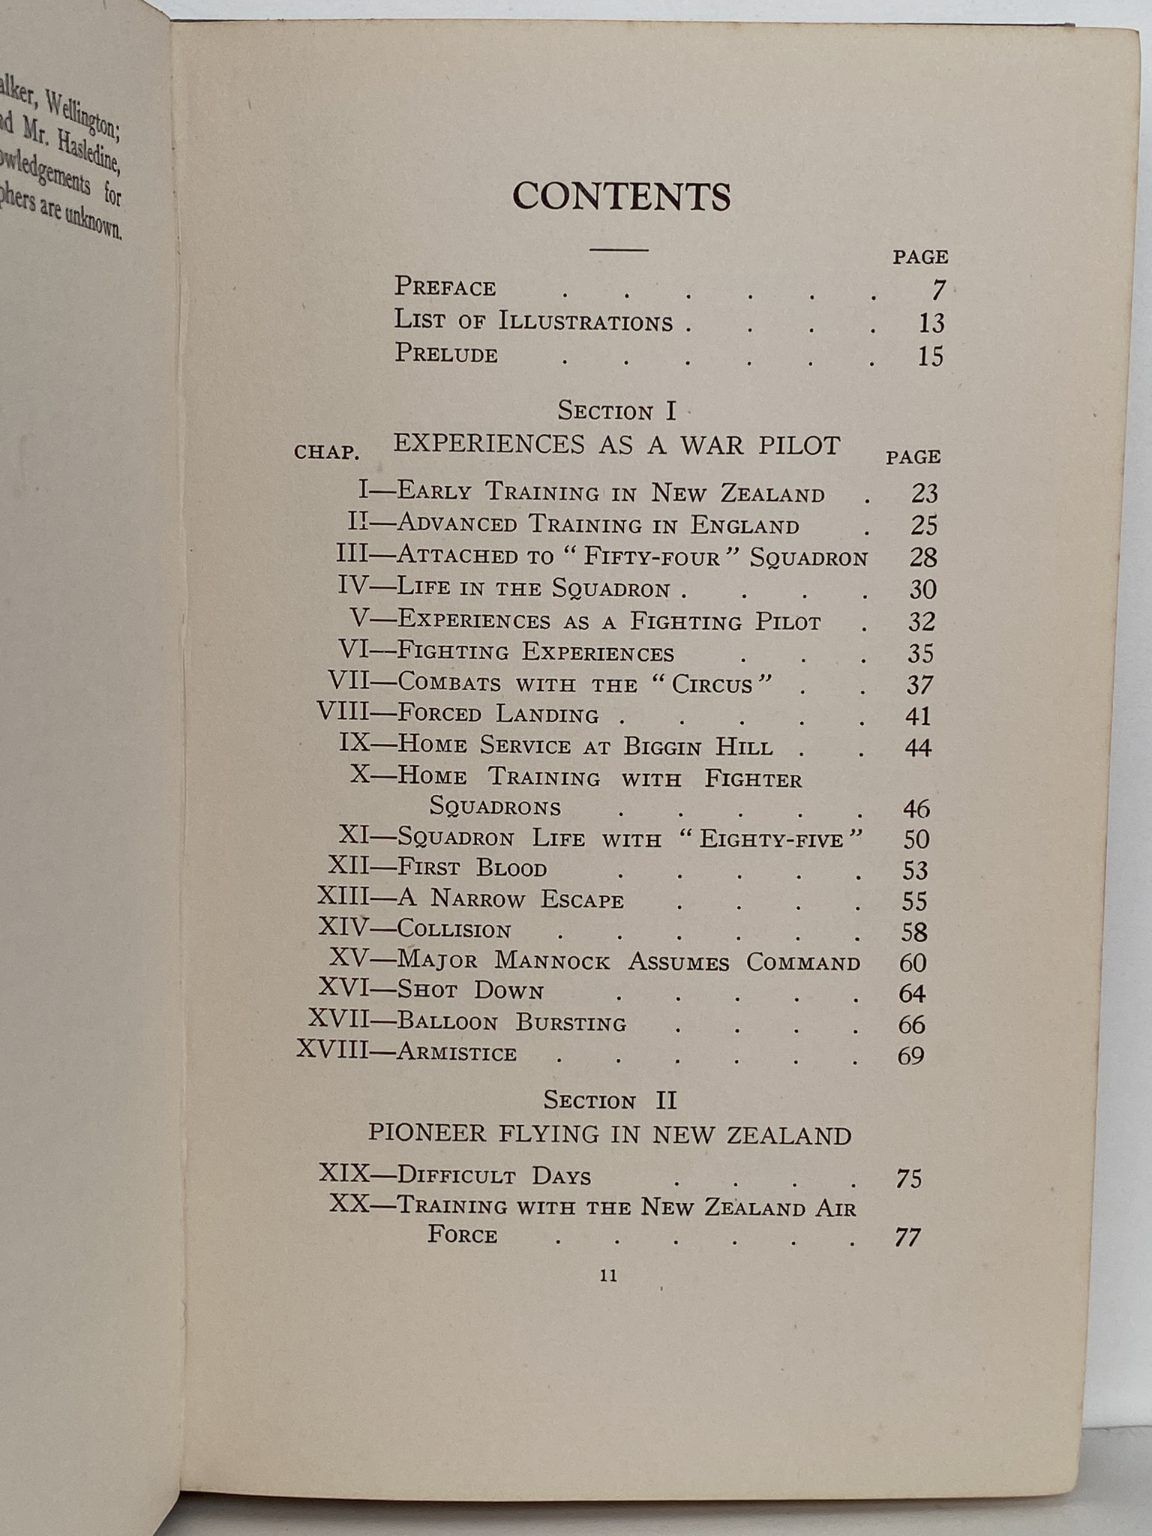 alker, Wellington;
nd Mr. Hasledine,
owledgements for
phers are unknown.
CONTENTS
PAGE
PREFACE . . . . . . 7
LIST OF ILLUSTRATIONS . . . . 13
PRELUDE . . . . . . 15
SECTION I
EXPERIENCES AS A WAR PILOT
CHAP. PAGE
I—EARLY TRAINING IN NEW ZEALAND . 23
II—ADVANCED TRAINING IN ENGLAND . 25
III—ATTACHED TO “FIFTY-FOUR” SQUADRON 28
IV—LIFE IN THE SQUADRON . . . . 30
V—EXPERIENCES AS A FIGHTING PILOT . 32
VI—FIGHTING EXPERIENCES . . . 35
VII—COMBATS WITH THE “CIRCUS” . . 37
VIII—FORCED LANDING . . . . . 41
IX—HOME SERVICE AT BIGGIN HILL . . 44
X—HOME TRAINING WITH FIGHTER
SQUADRONS . . . . . 46
XI—SQUADRON LIFE WITH “EIGHTY-FIVE” 50
XII—FIRST BLOOD . . . . . 53
XIII—A NARROW ESCAPE . . . . 55
XIV—COLLISION . . . . . . 58
XV—MAJOR MANNOCK ASSUMES COMMAND 60
XVI—SHOT DOWN . . . . . 64
XVII—BALLOON BURSTING . . . . 66
XVIII—ARMISTICE . . . . . . 69
SECTION II
PIONEER FLYING IN NEW ZEALAND
XIX—DIFFICULT DAYS . . . . 75
XX—TRAINING WITH THE NEW ZEALAND AIR
FORCE . . . . . . 77
11